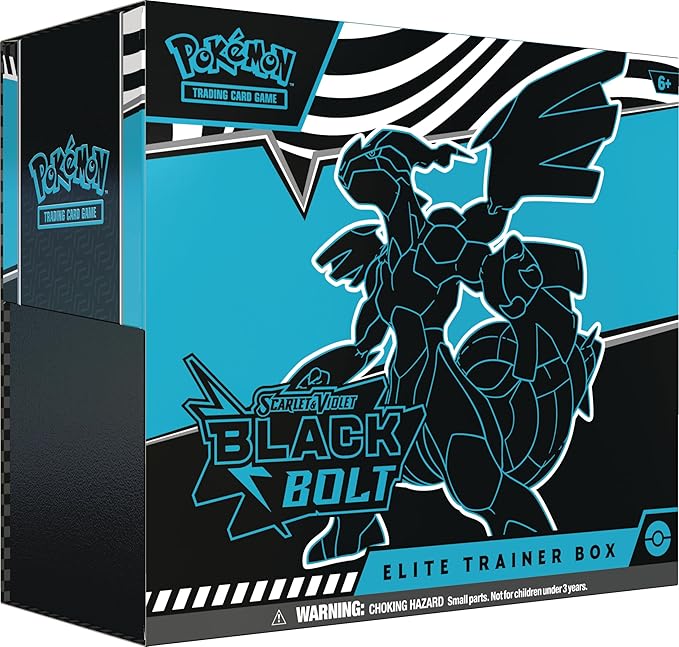 POKéMON
TRADING CARD GAME
6+
POKéMON
TRADING CARD GAME
SCARLET & VIOLET
BLACK
BOLT
ELITE TRAINER BOX
WARNING: CHOKING HAZARD Small parts. Not for children under 3 years.